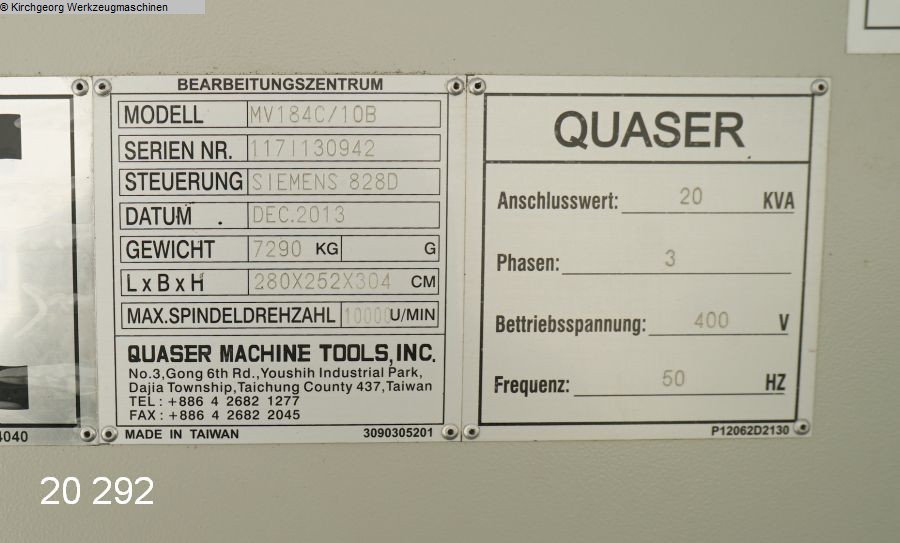 © Kirchgeorg Werkzeugmaschinen
BEARBEITUNGSZENTRUM
MODELL MV184C/10B
SERIEN NR. 117I130942
STEUERUNG SIEMENS 828D
DATUM . DEC.2013
GEWICHT 7290 KG G
L x B x H 280X252X304 CM
MAX.SPINDELDREHZAHL 10000 U/MIN
QUASER MACHINE TOOLS, INC.
No.3,Gong 6th Rd.,Youshih Industrial Park,
Dajia Township,Taichung County 437,Taiwan
TEL : +886 4 2682 1277
FAX : +886 4 2682 2045
MADE IN TAIWAN 3090305201
QUASER
Anschlusswert: 20 KVA
Phasen: 3
Bettriebsspannung: 400 V
Frequenz: 50 HZ
P12062D2130
4040
20 292